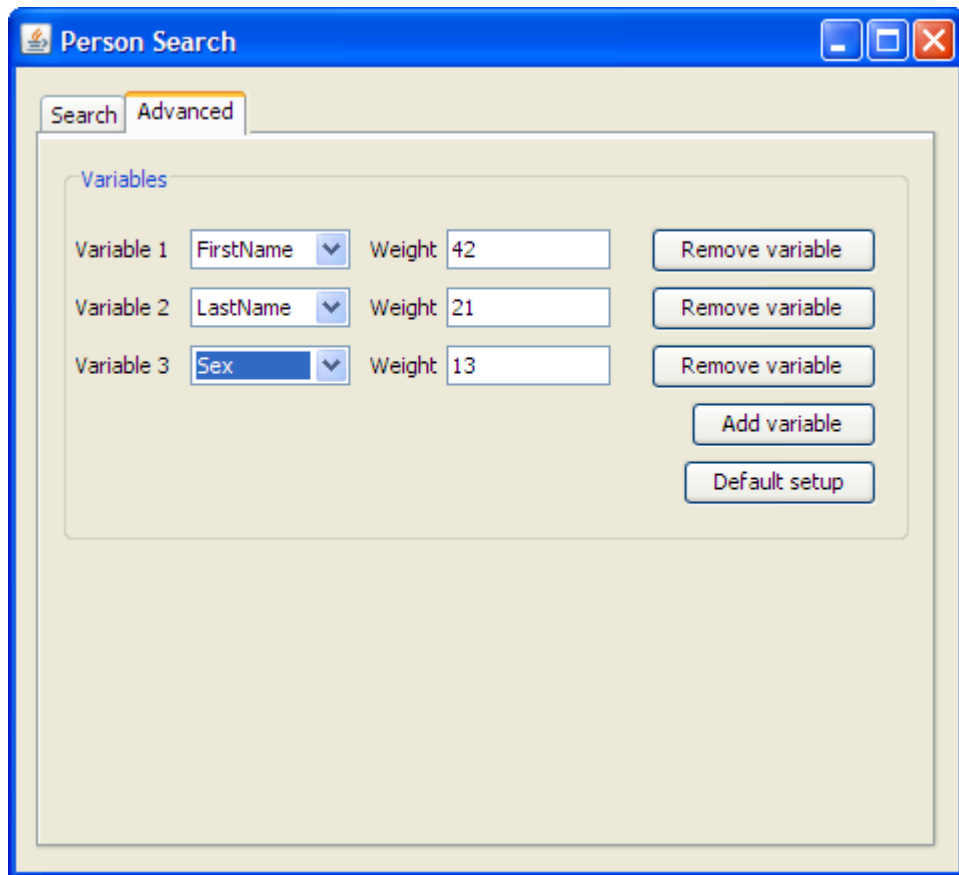 Person Search
Search Advanced
Variables
Variable 1 FirstName Weight 42 Remove variable
Variable 2 LastName Weight 21 Remove variable
Variable 3 Sex Weight 13 Remove variable
Add variable
Default setup